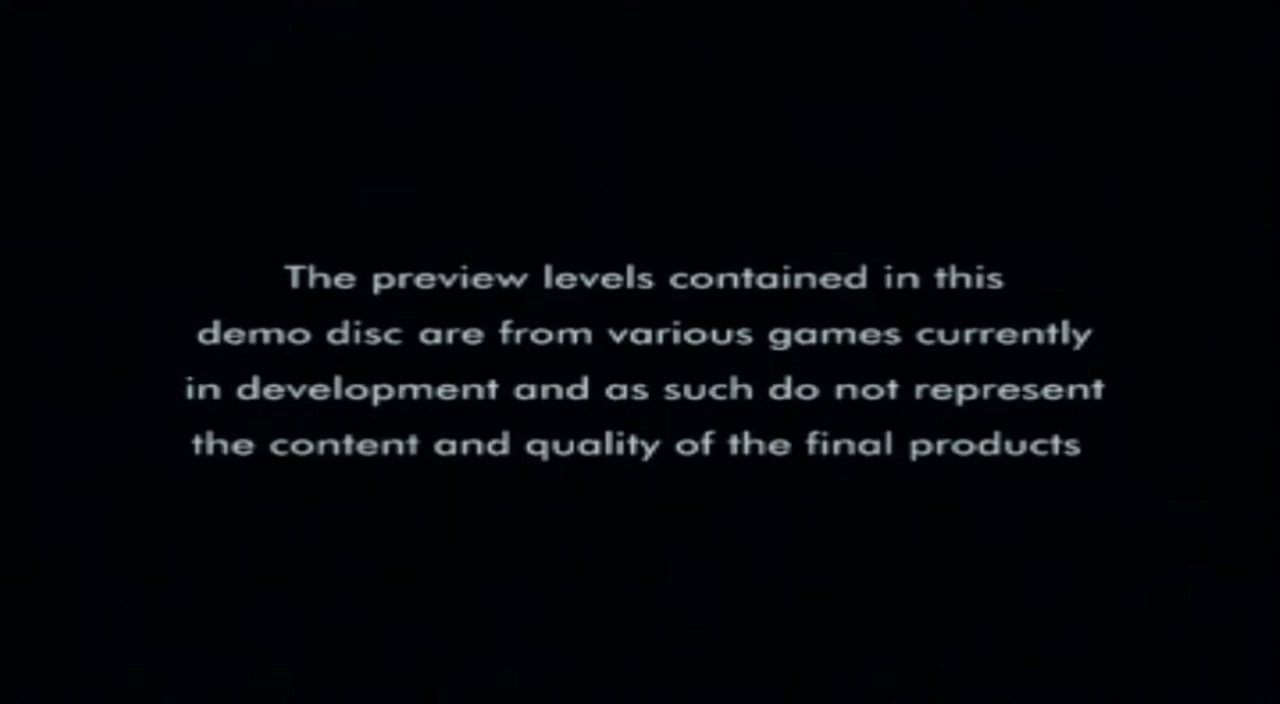 The preview levels contained in this
demo disc are from various games currently
in development and as such do not represent
the content and quality of the final products